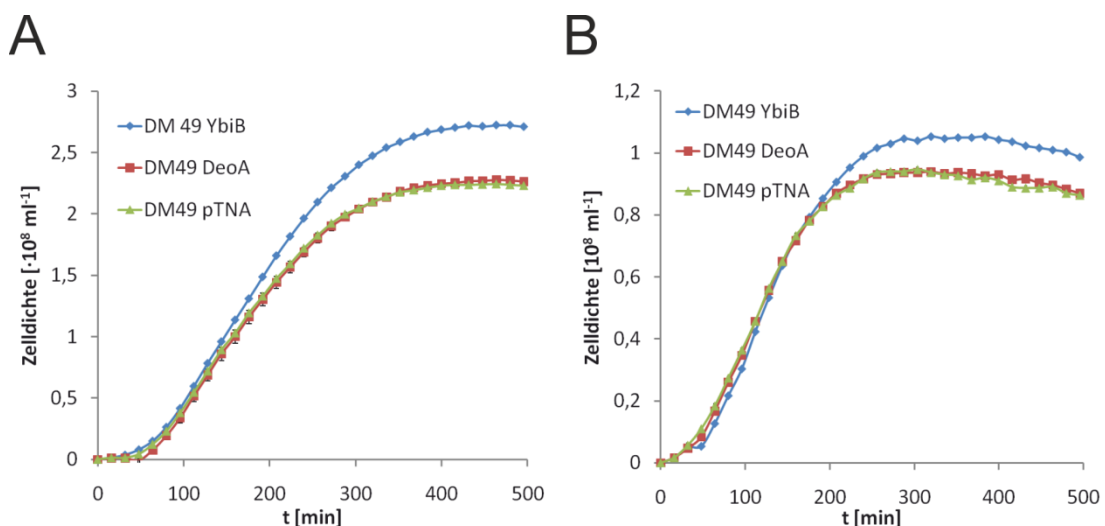 A
Zelldichte [·10⁸ ml⁻¹]
3
2,5
2
1,5
1
0,5
0
DM 49 YbiB
DM49 DeoA
DM49 pTNA
0 100 200 300 400 500
t [min]
B
Zelldichte [10⁸ ml⁻¹]
1,2
1
0,8
0,6
0,4
0,2
0
DM49 YbiB
DM49 DeoA
DM49 pTNA
0 100 200 300 400 500
t [min]